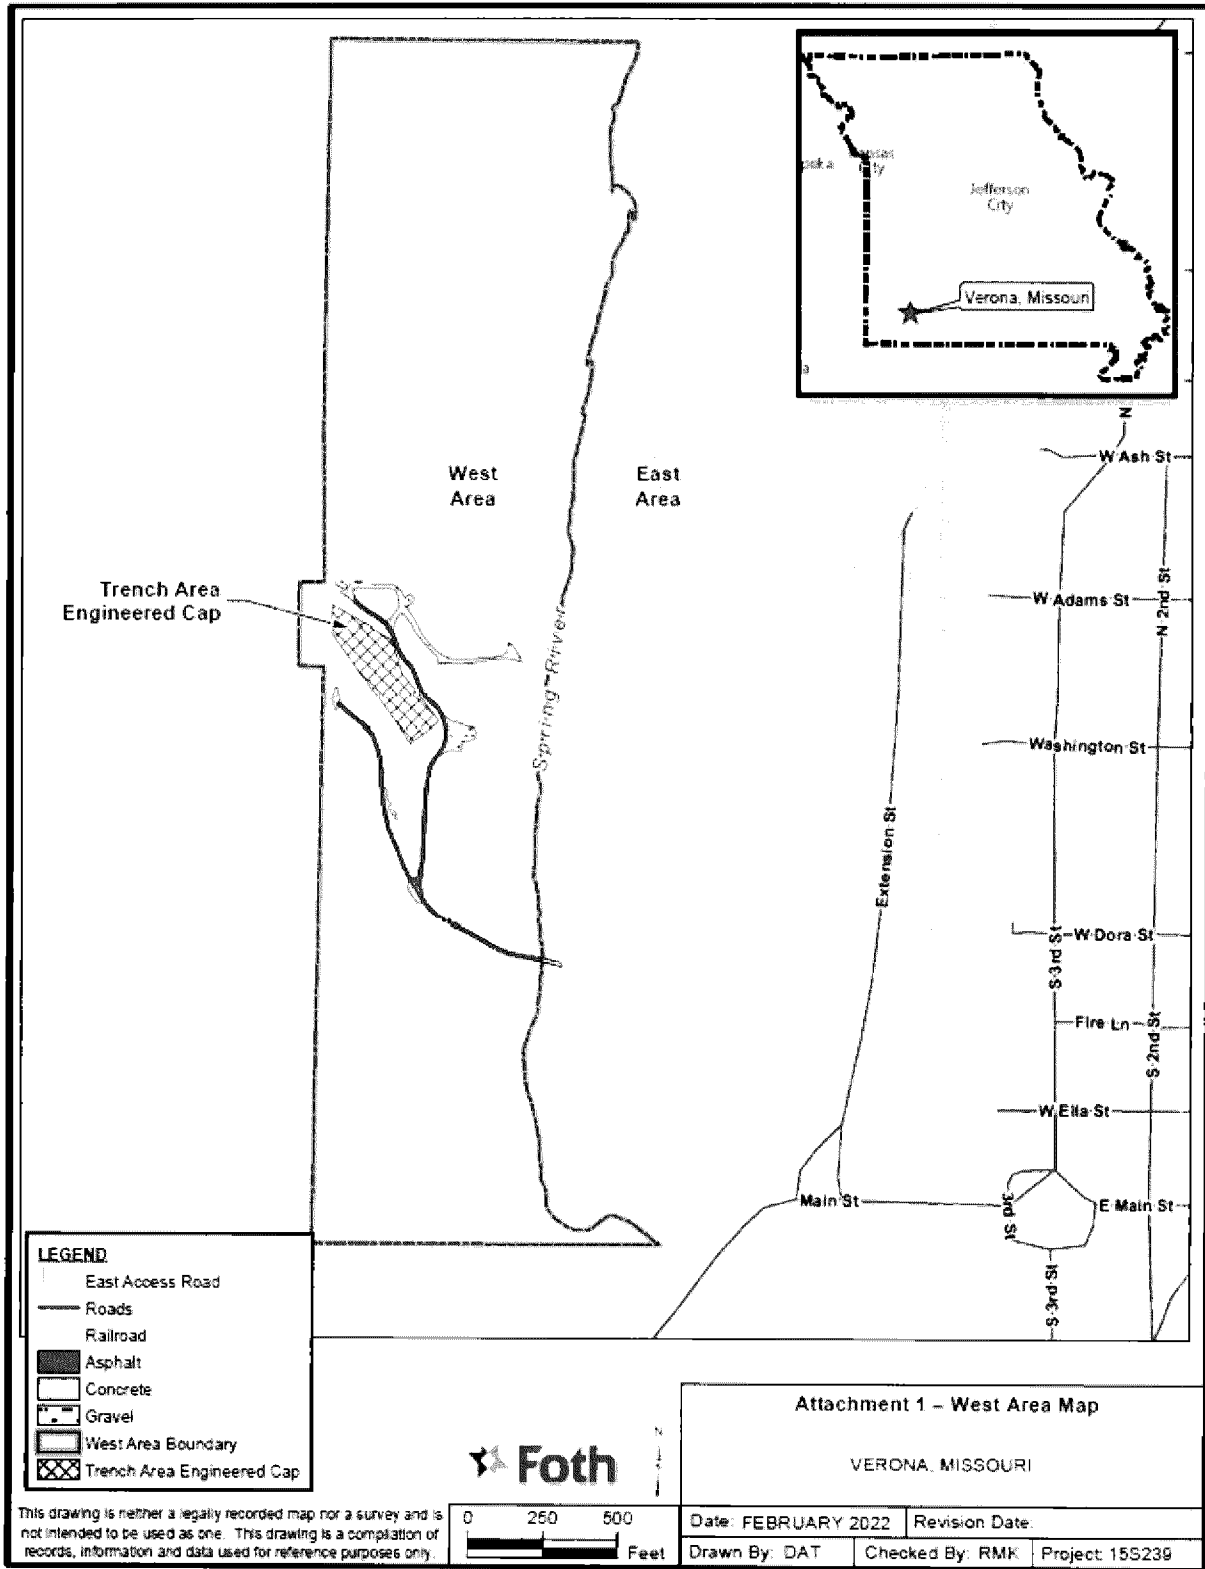 Kansas
City
Jefferson
City
Verona, Missouri
N
W Ash St
West
Area
East
Area
Trench Area
Engineered Cap
Spring River
W Adams St
N 2nd St
Washington St
Extension St
S 3rd St
W Dora St
Fire Ln
S 2nd St
W Ella St
Main St
3rd St
E Main St
S 3rd St
LEGEND
East Access Road
Roads
Railroad
Asphalt
Concrete
Gravel
West Area Boundary
Trench Area Engineered Cap
Foth
N
Attachment 1 – West Area Map
VERONA, MISSOURI
This drawing is neither a legally recorded map nor a survey and is
not intended to be used as one. This drawing is a compilation of
records, information and data used for reference purposes only.
0 250 500
Feet
Date: FEBRUARY 2022
Revision Date:
Drawn By: DAT
Checked By: RMK
Project: 15S239